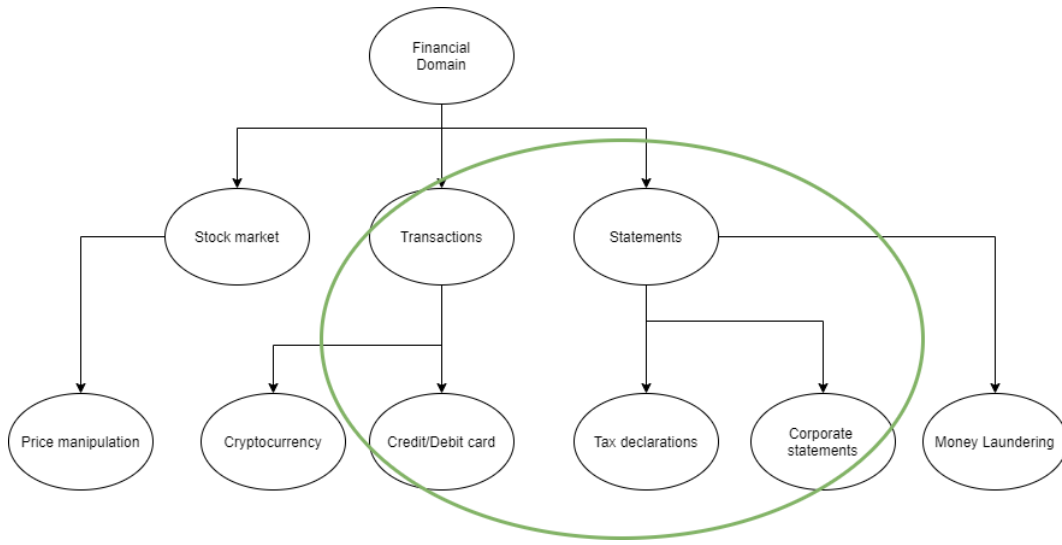 Financial
Domain
Stock market
Transactions
Statements
Price manipulation
Cryptocurrency
Credit/Debit card
Tax declarations
Corporate
statements
Money Laundering